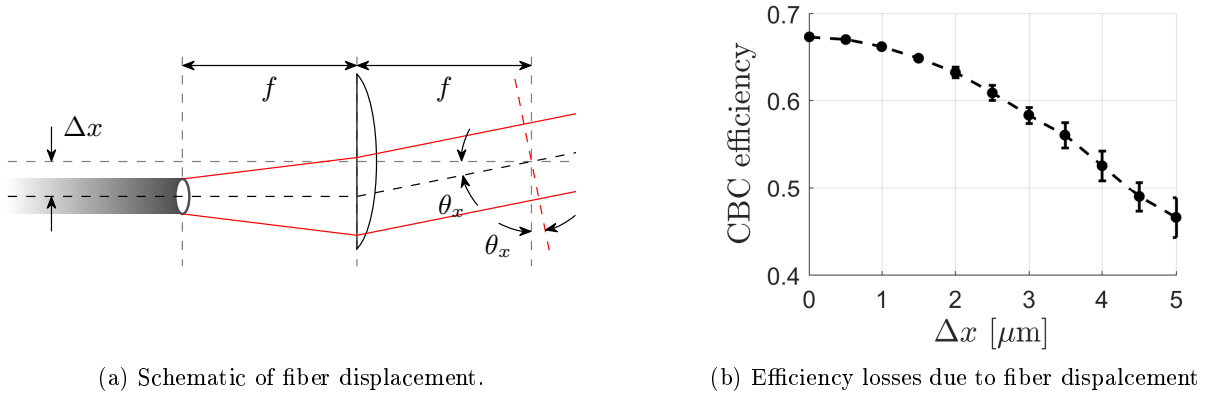 f
f
Δx
θx
θx
(a) Schematic of fiber displacement.
0.7
0.6
0.5
0.4
CBC efficiency
0 1 2 3 4 5
Δx [μm]
(b) Efficiency losses due to fiber dispalcement